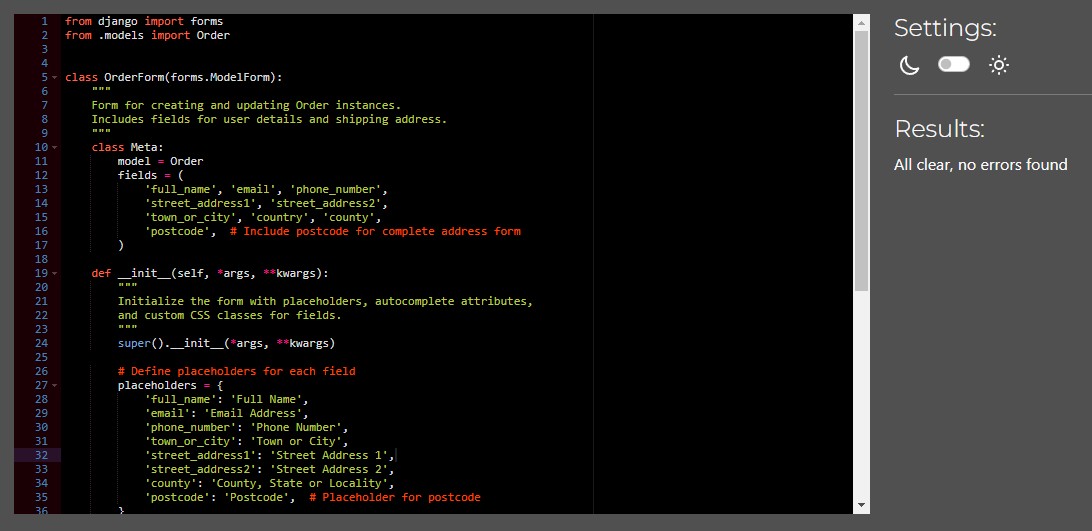 1 from django import forms
2 from .models import Order
3
4
5 class OrderForm(forms.ModelForm):
6     """
7     Form for creating and updating Order instances.
8     Includes fields for user details and shipping address.
9     """
10     class Meta:
11         model = Order
12         fields = (
13             'full_name', 'email', 'phone_number',
14             'street_address1', 'street_address2',
15             'town_or_city', 'country', 'county',
16             'postcode',  # Include postcode for complete address form
17         )
18
19     def __init__(self, *args, **kwargs):
20         """
21         Initialize the form with placeholders, autocomplete attributes,
22         and custom CSS classes for fields.
23         """
24         super().__init__(*args, **kwargs)
25
26         # Define placeholders for each field
27         placeholders = {
28             'full_name': 'Full Name',
29             'email': 'Email Address',
30             'phone_number': 'Phone Number',
31             'town_or_city': 'Town or City',
32             'street_address1': 'Street Address 1',
33             'street_address2': 'Street Address 2',
34             'county': 'County, State or Locality',
35             'postcode': 'Postcode',  # Placeholder for postcode
36         }
Settings:
Results:
All clear, no errors found